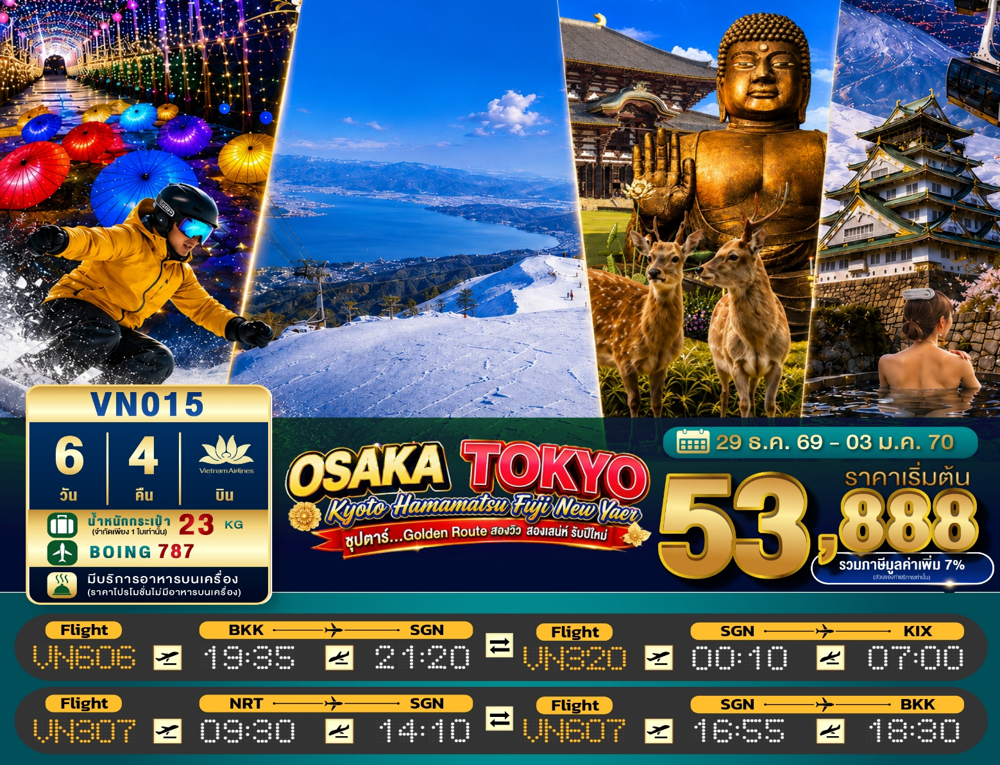 VN015
6 4
วัน คืน บิน
Vietnam Airlines
น้ำหนักกระเป๋า 23 KG
(จำกัดเพียง 1 ใบเท่านั้น)
BOING 787
มีบริการอาหารบนเครื่อง
(ราคาโปรโมชั่นไม่มีอาหารบนเครื่อง)
OSAKA TOKYO
Kyoto Hamamatsu Fuji New Yaer
ซุปตาร์...Golden Route สองวิว สองเสน่ห์ รับปีใหม่
29 ธ.ค. 69 - 03 ม.ค. 70
ราคาเริ่มต้น
53,888
รวมภาษีมูลค่าเพิ่ม 7%
(ส่วนของค่าบริการเท่านั้น)
Flight BKK SGN Flight SGN KIX
VN606 19:35 21:20 VN320 00:10 07:00
Flight NRT SGN Flight SGN BKK
VN307 09:30 14:10 VN607 16:55 18:30